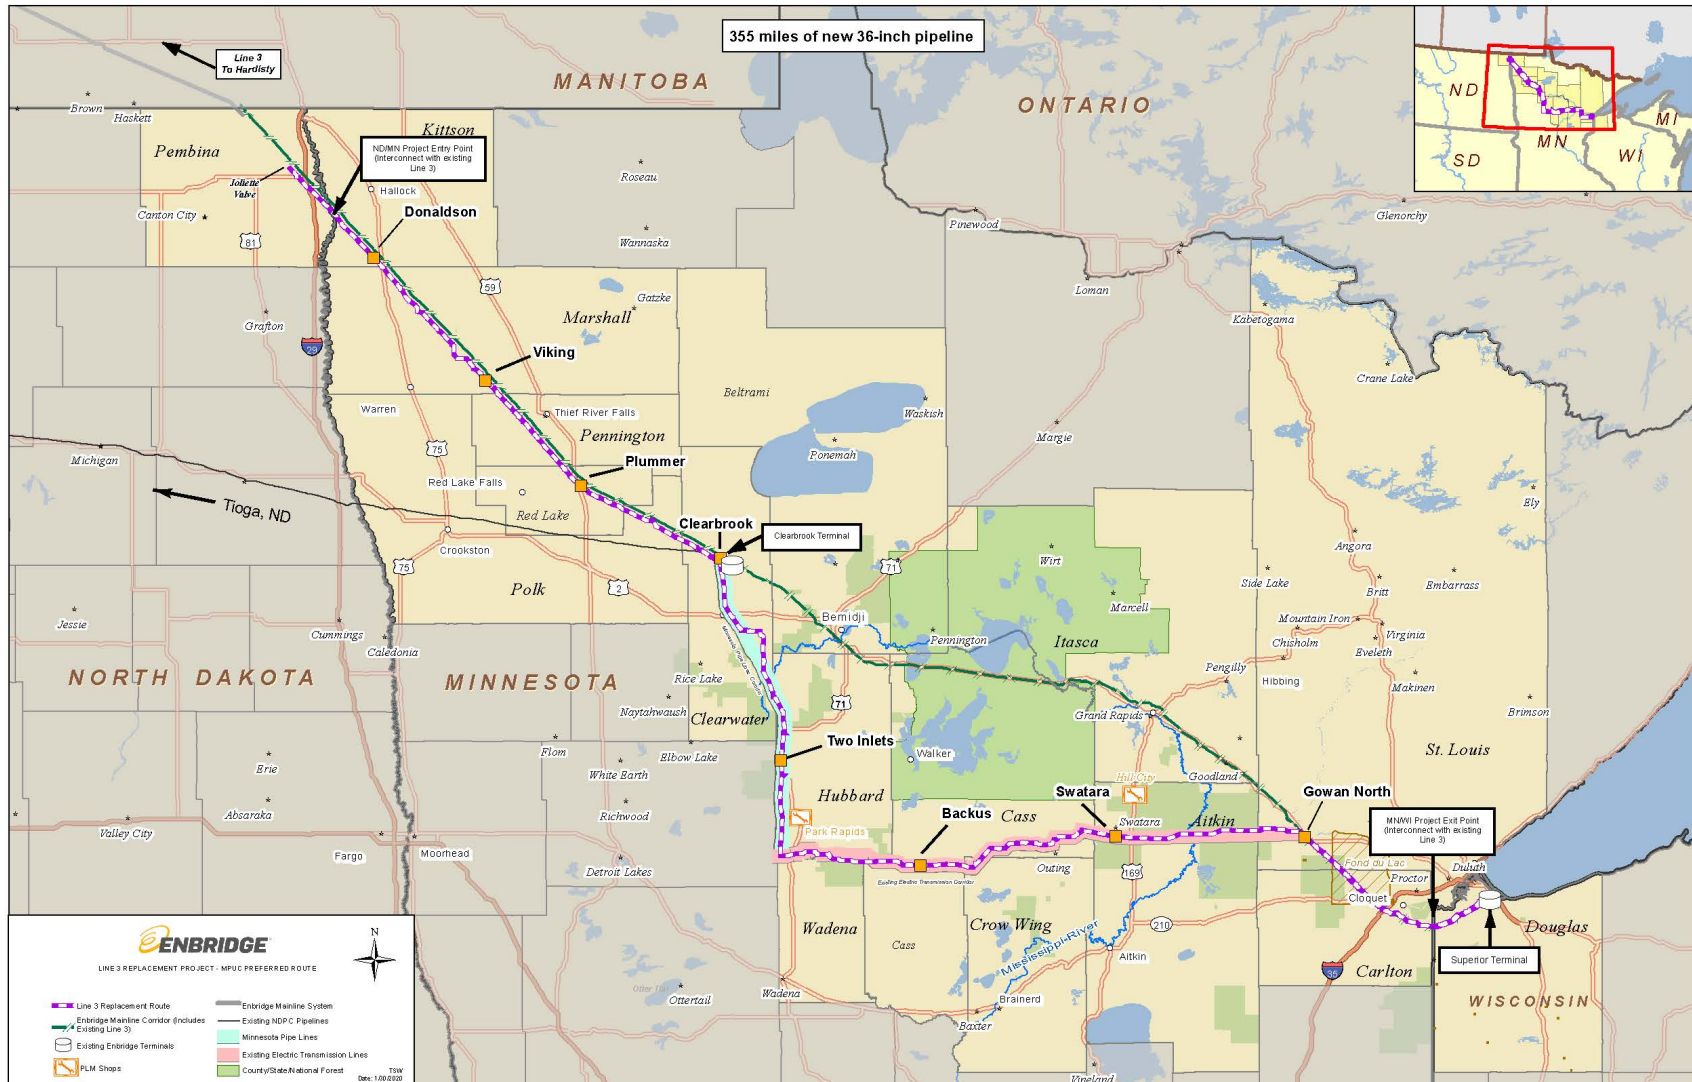 355 miles of new 36-inch pipeline
Line 3
To Hardisty
MANITOBA
ONTARIO
ND
SD
MN
WI
MI
Brown
Haskett
Kittson
Pembina
ND/MN Project Entry Point
(Interconnect with existing
Line 3)
Joliette
Valve
Hallock
Roseau
Canton City
Donaldson
Wannaska
Pinewood
Glenorchy
81
59
Loman
Gatzke
Marshall
Grafton
Kabetogama
29
Viking
Crane Lake
Beltrami
Warren
Thief River Falls
Waskish
Pennington
Margie
75
Ponemah
Michigan
Plummer
Red Lake Falls
Ely
Tioga, ND
Red Lake
Clearbrook
Clearbrook Terminal
Crookston
Angora
Wirt
75
71
Side Lake
Embarrass
Polk
2
Britt
Marcell
Jessie
Bemidji
Mountain Iron
Cummings
Pennington
Itasca
Chisholm
Virginia
Caledonia
Eveleth
Pengilly
NORTH DAKOTA
MINNESOTA
Rice Lake
Hibbing
Makinen
Naytahwaush
71
Brimson
Clearwater
Grand Rapids
Two Inlets
St. Louis
Flom
Elbow Lake
Walker
Erie
White Earth
Hill City
Goodland
Hubbard
Swatara
Gowan North
Absaraka
Richwood
Backus
Cass
Swatara
Aitkin
MN/WI Project Exit Point
(Interconnect with existing
Line 3)
Valley City
Park Rapids
Fargo
Moorhead
Fond du Lac
Outing
169
Duluth
Detroit Lakes
Existing Electric Transmission Corridor
Proctor
Cloquet
Wadena
Crow Wing
210
Douglas
Cass
Mississippi River
Aitkin
Superior Terminal
35
Carlton
Ottertail
Wadena
Brainerd
WISCONSIN
Baxter
Vineland
ENBRIDGE
N
LINE 3 REPLACEMENT PROJECT - MPUC PREFERRED ROUTE
Line 3 Replacement Route
Enbridge Mainline Corridor (Includes
Existing Line 3)
Existing Enbridge Terminals
PLM Shops
Enbridge Mainline System
Existing NDPC Pipelines
Minnesota Pipe Lines
Existing Electric Transmission Lines
County/State/National Forest
TSW